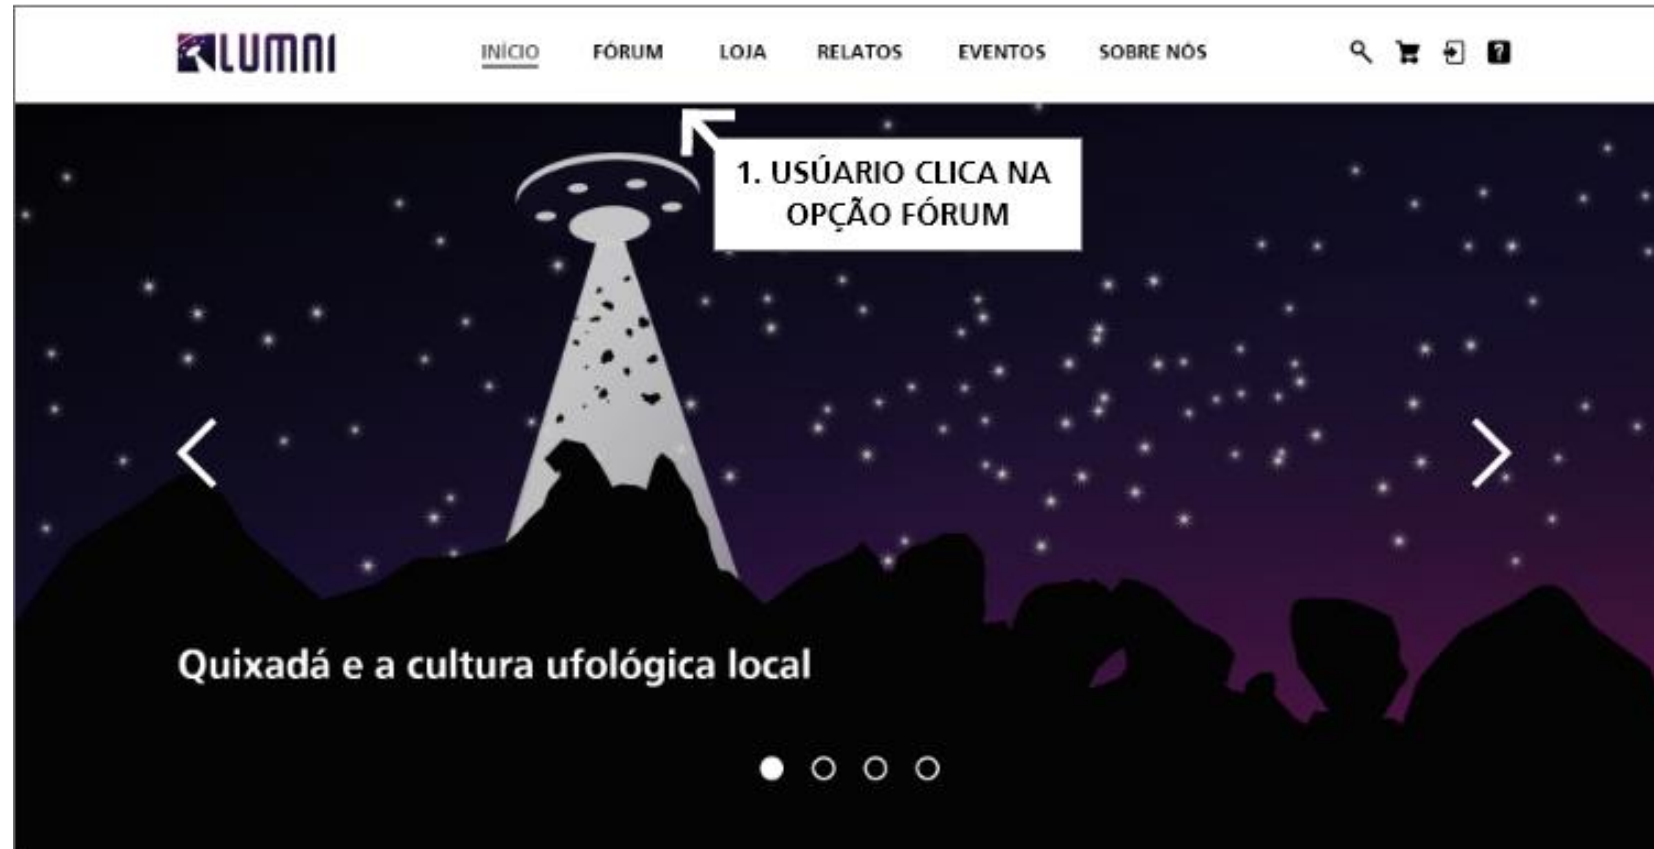 LUMNI
INÍCIO FÓRUM LOJA RELATOS EVENTOS SOBRE NÓS
1. USÚARIO CLICA NA
OPÇÃO FÓRUM
Quixadá e a cultura ufológica local